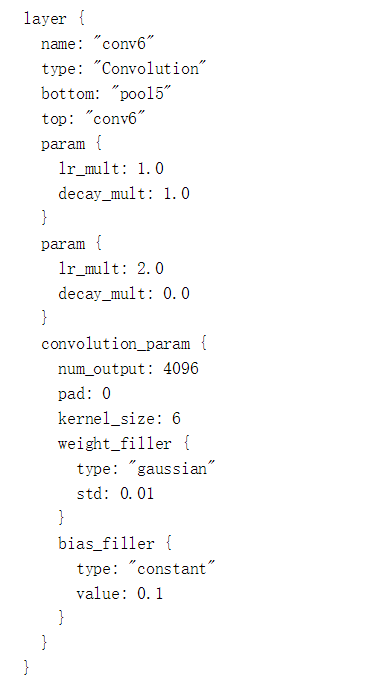 layer {
  name: "conv6"
  type: "Convolution"
  bottom: "pool5"
  top: "conv6"
  param {
    lr_mult: 1.0
    decay_mult: 1.0
  }
  param {
    lr_mult: 2.0
    decay_mult: 0.0
  }
  convolution_param {
    num_output: 4096
    pad: 0
    kernel_size: 6
    weight_filler {
      type: "gaussian"
      std: 0.01
    }
    bias_filler {
      type: "constant"
      value: 0.1
    }
  }
}